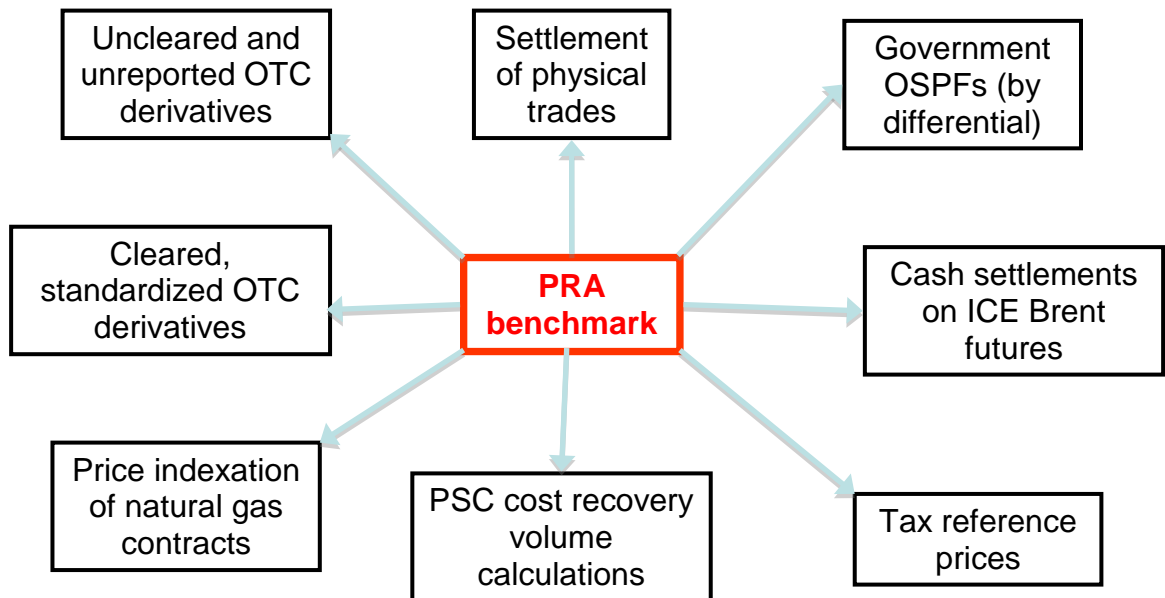 Uncleared and
unreported OTC
derivatives
Settlement
of physical
trades
Government
OSPFs (by
differential)
Cleared,
standardized OTC
derivatives
PRA
benchmark
Cash settlements
on ICE Brent
futures
Price indexation
of natural gas
contracts
PSC cost recovery
volume
calculations
Tax reference
prices